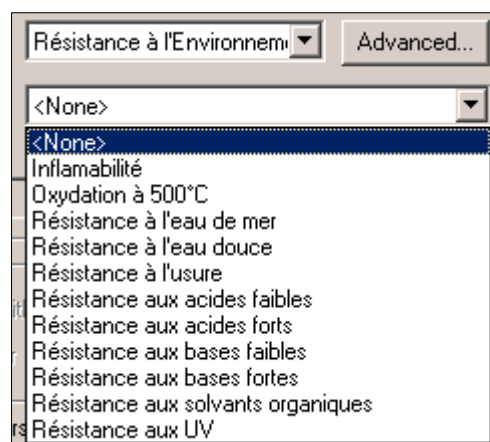 Résistance à l'Environnem
Advanced...
<None>
<None>
Inflamabilité
Oxydation à 500°C
Résistance à l'eau de mer
Résistance à l'eau douce
Résistance à l'usure
Résistance aux acides faibles
Résistance aux acides forts
Résistance aux bases faibles
Résistance aux bases fortes
Résistance aux solvants organiques
Résistance aux UV